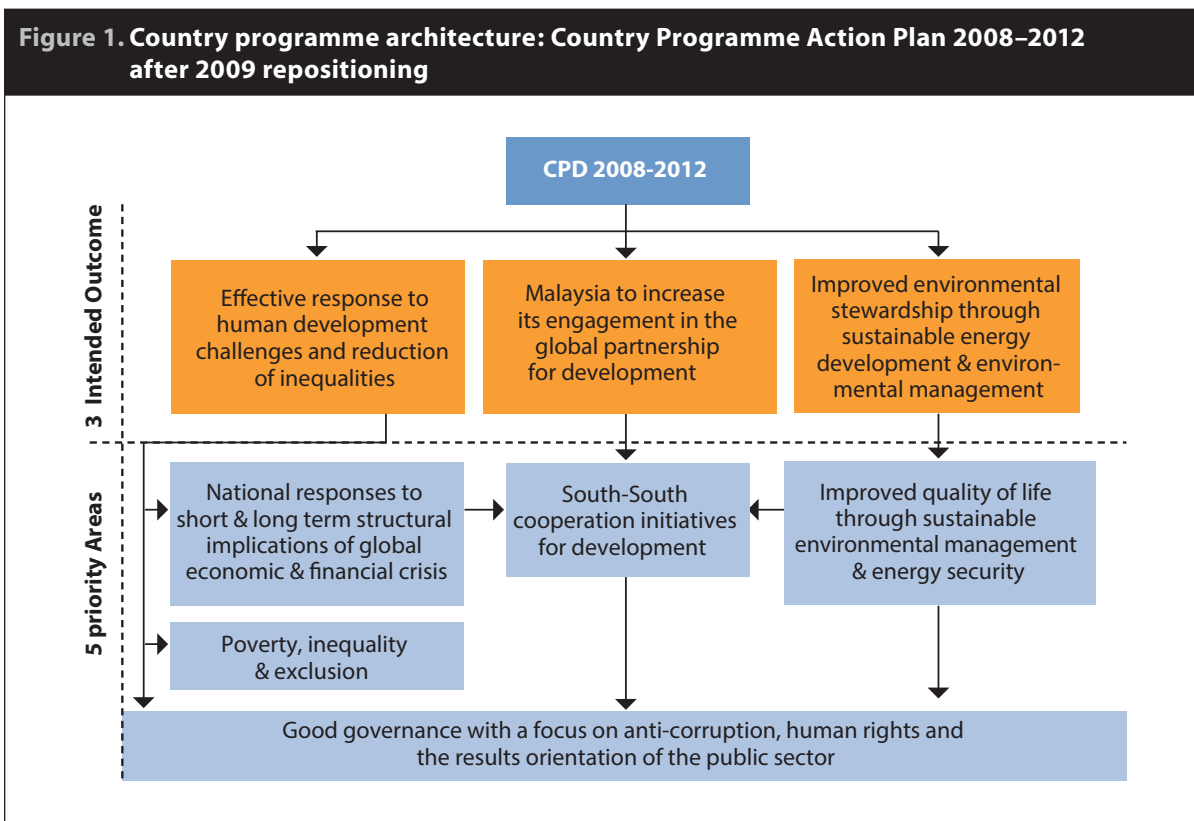 Figure 1. Country programme architecture: Country Programme Action Plan 2008–2012
after 2009 repositioning
CPD 2008-2012
3 Intended Outcome
Effective response to
human development
challenges and reduction
of inequalities
Malaysia to increase
its engagement in the
global partnership
for development
Improved environmental
stewardship through
sustainable energy
development & environ-
mental management
5 priority Areas
National responses to
short & long term structural
implications of global
economic & financial crisis
South-South
cooperation initiatives
for development
Improved quality of life
through sustainable
environmental management
& energy security
Poverty, inequality
& exclusion
Good governance with a focus on anti-corruption, human rights and
the results orientation of the public sector